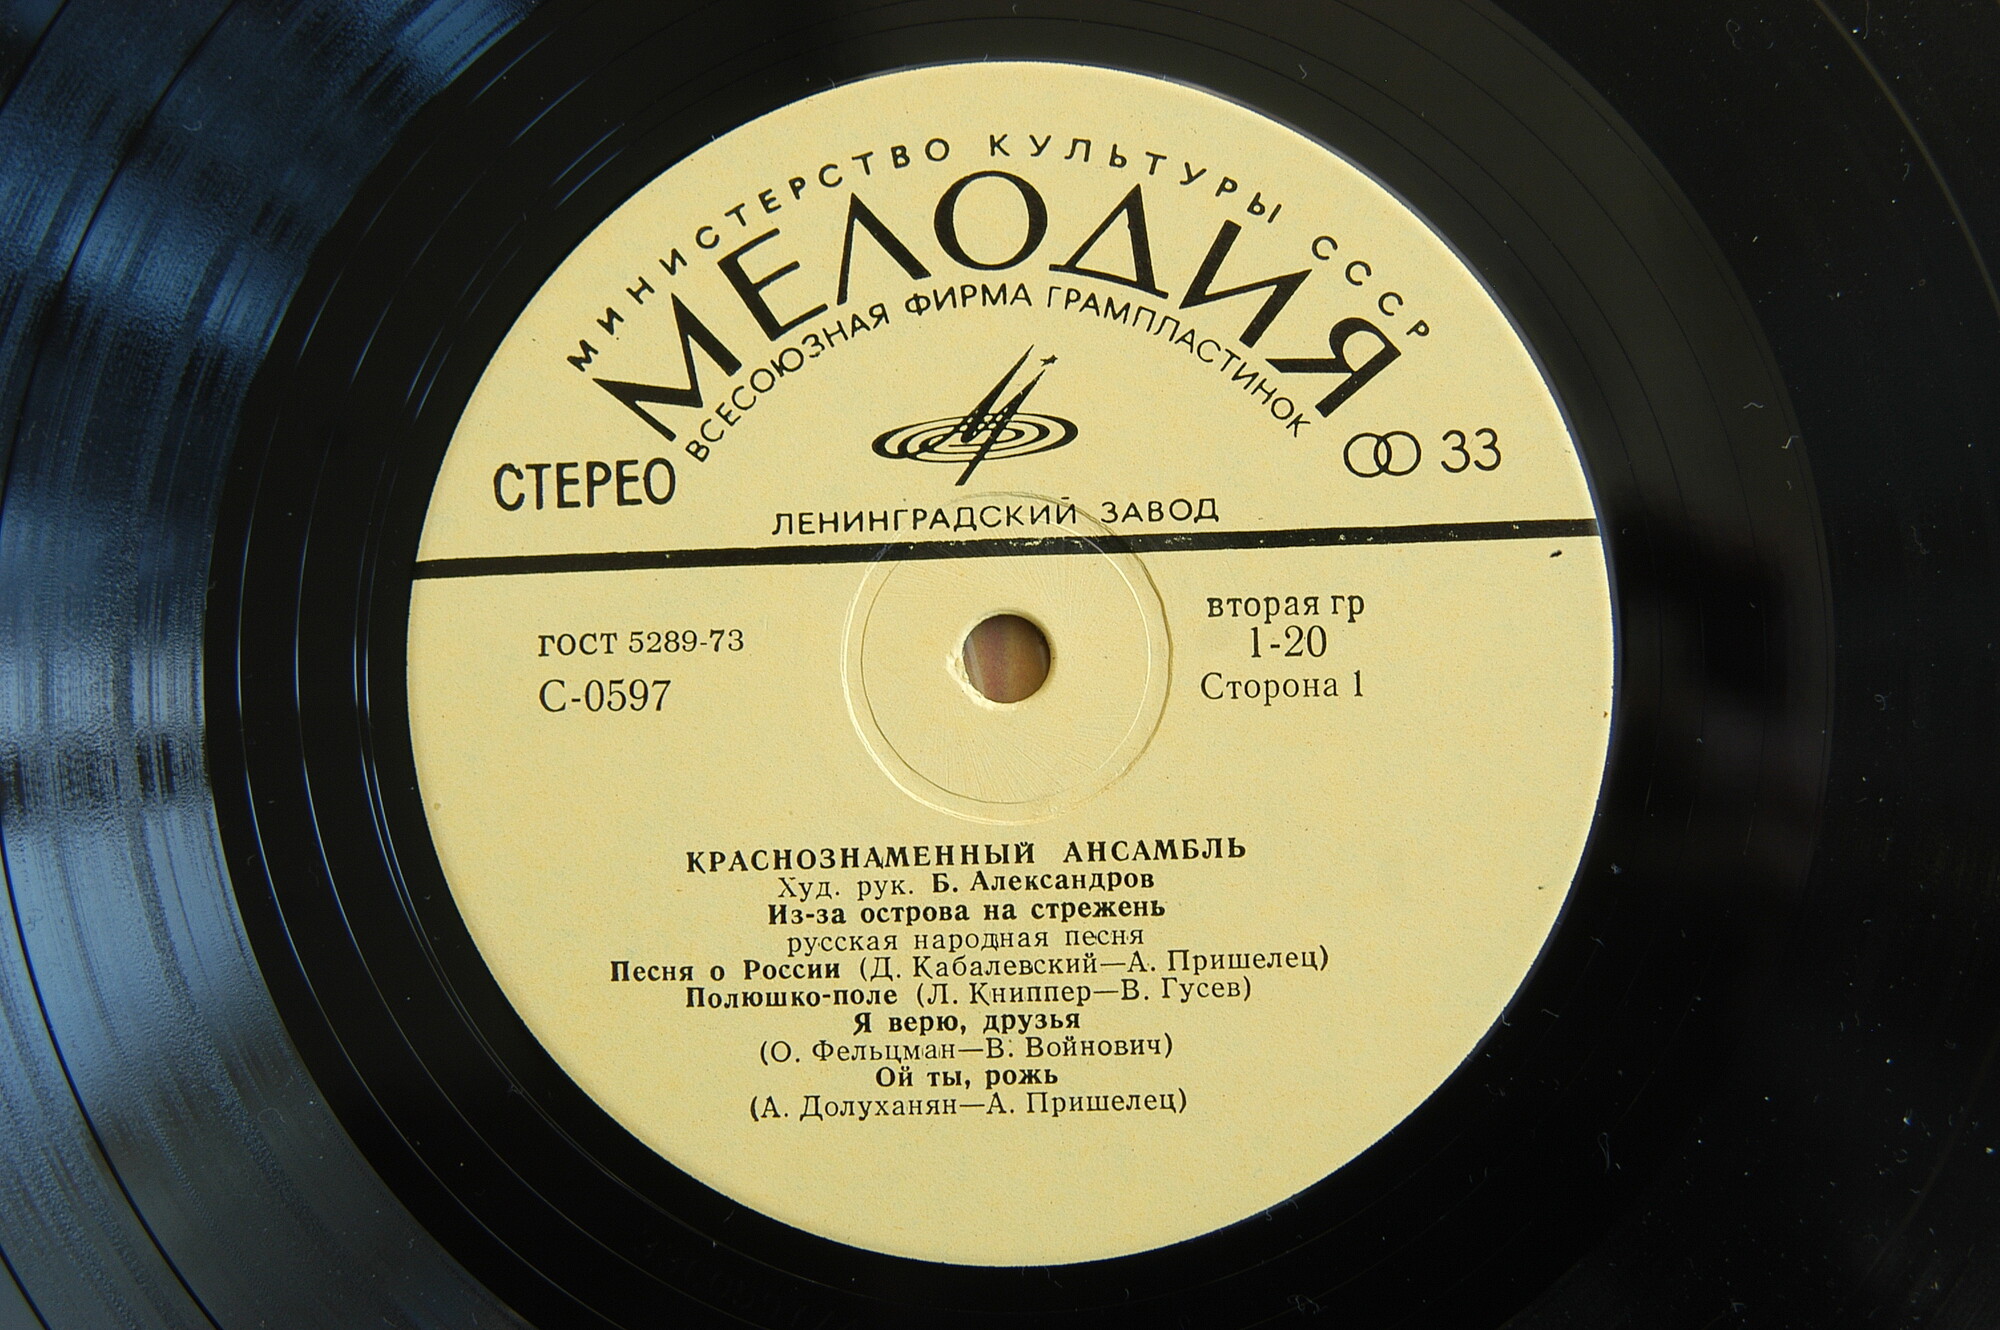 МИНИСТЕРСТВО КУЛЬТУРЫ СССР
МЕЛОДИЯ
ВСЕСОЮЗНАЯ ФИРМА ГРАМПЛАСТИНОК
СТЕРЕО
33
ЛЕНИНГРАДСКИЙ ЗАВОД
ГОСТ 5289-73
С-0597
вторая гр
1-20
Сторона 1
КРАСНОЗНАМЕННЫЙ АНСАМБЛЬ
Худ. рук. Б. Александров
Из-за острова на стрежень
русская народная песня
Песня о России (Д. Кабалевский—А. Пришелец)
Полюшко-поле (Л. Книппер—В. Гусев)
Я верю, друзья
(О. Фельцман—В. Войнович)
Ой ты, рожь
(А. Долуханян—А. Пришелец)